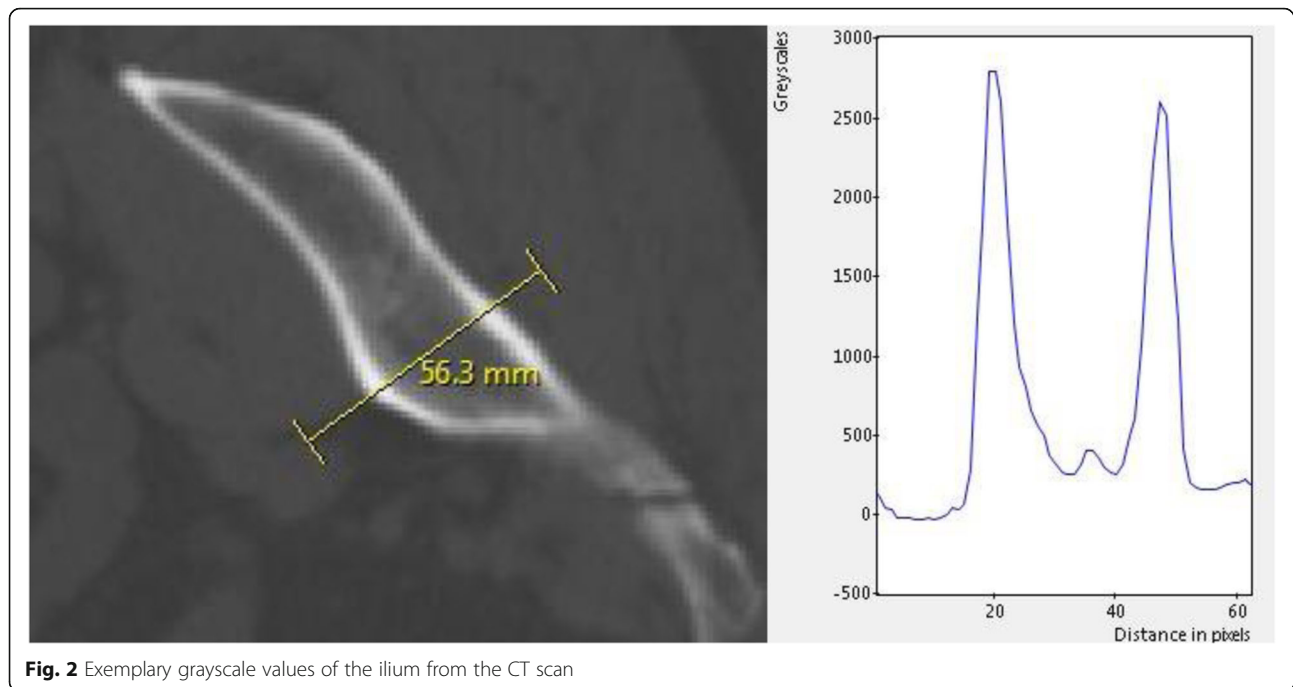 56.3 mm
Greyscales
3000
2500
2000
1500
1000
500
0
-500
20 40 60
Distance in pixels
Fig. 2 Exemplary grayscale values of the ilium from the CT scan